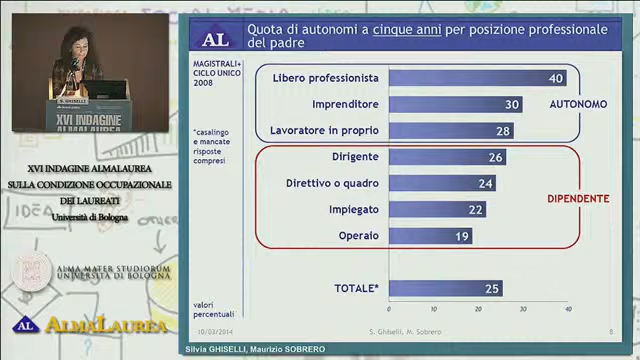 S. GHISELLI
XVI INDAGINE
ALMALAUREA
XVI INDAGINE ALMALAUREA
SULLA CONDIZIONE OCCUPAZIONALE
DEI LAUREATI
Università di Bologna
IDEA
ALMA MATER STUDIORUM
UNIVERSITÀ DI BOLOGNA
AL ALMALAUREA
AL
Quota di autonomi a cinque anni per posizione professionale
del padre
MAGISTRALI+
CICLO UNICO
2008
*casalingo
e mancate
risposte
compresi
valori
percentuali
Libero professionista 40
Imprenditore 30
Lavoratore in proprio 28
AUTONOMO
Dirigente 26
Direttivo o quadro 24
Impiegato 22
Operaio 19
DIPENDENTE
TOTALE* 25
0 10 20 30 40
10/03/2014 S. Ghiselli, M. Sobrero 8
Silvia GHISELLI, Maurizio SOBRERO